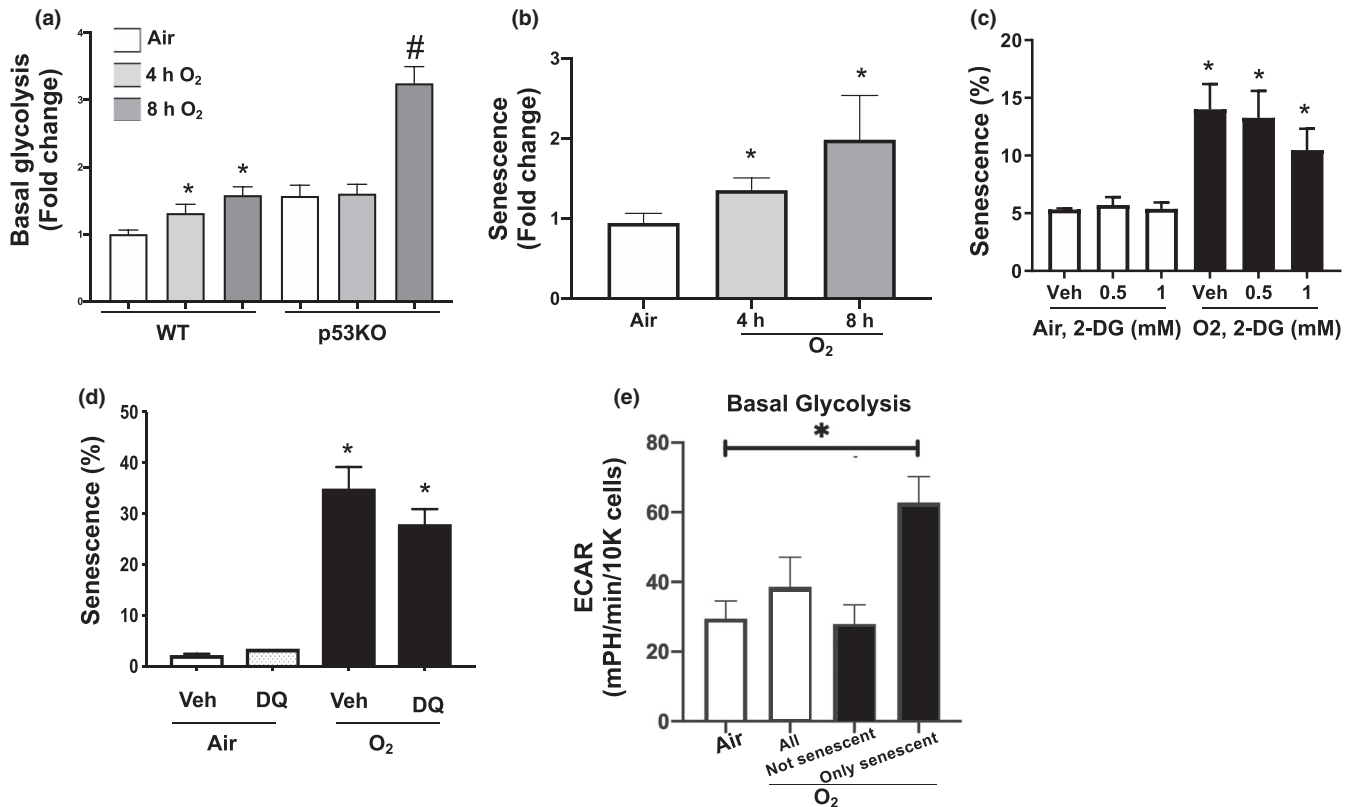 (a)
Basal glycolysis
(Fold change)
4
3
2
1
0
Air
4 h O₂
8 h O₂
*
*
#
WT
p53KO
(b)
Senescence
(Fold change)
3
2
1
0
*
*
Air
4 h
8 h
O₂
(c)
Senescence (%)
20
15
10
5
0
*
*
*
Veh 0.5 1 Veh 0.5 1
Air, 2-DG (mM) O2, 2-DG (mM)
(d)
Senescence (%)
50
40
30
20
10
0
*
*
Veh DQ Veh DQ
Air O₂
(e)
Basal Glycolysis
ECAR
(mPH/min/10K cells)
80
60
40
20
0
*
Air
All
Not senescent
Only senescent
O₂